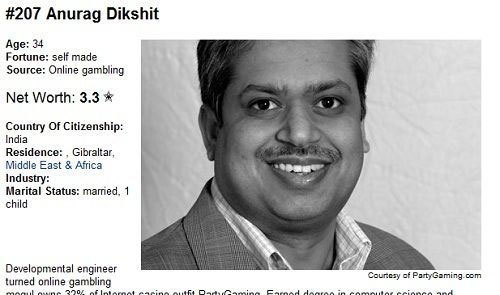 #207 Anurag Dikshit
Age: 34
Fortune: self made
Source: Online gambling
Net Worth: 3.3
Country Of Citizenship:
India
Residence: , Gibraltar,
Middle East & Africa
Industry:
Marital Status: married, 1
child
Courtesy of PartyGaming.com
Developmental engineer
turned online gambling
mogul owns 32% of Internet casino outfit PartyGaming. Earned degree in computer science and